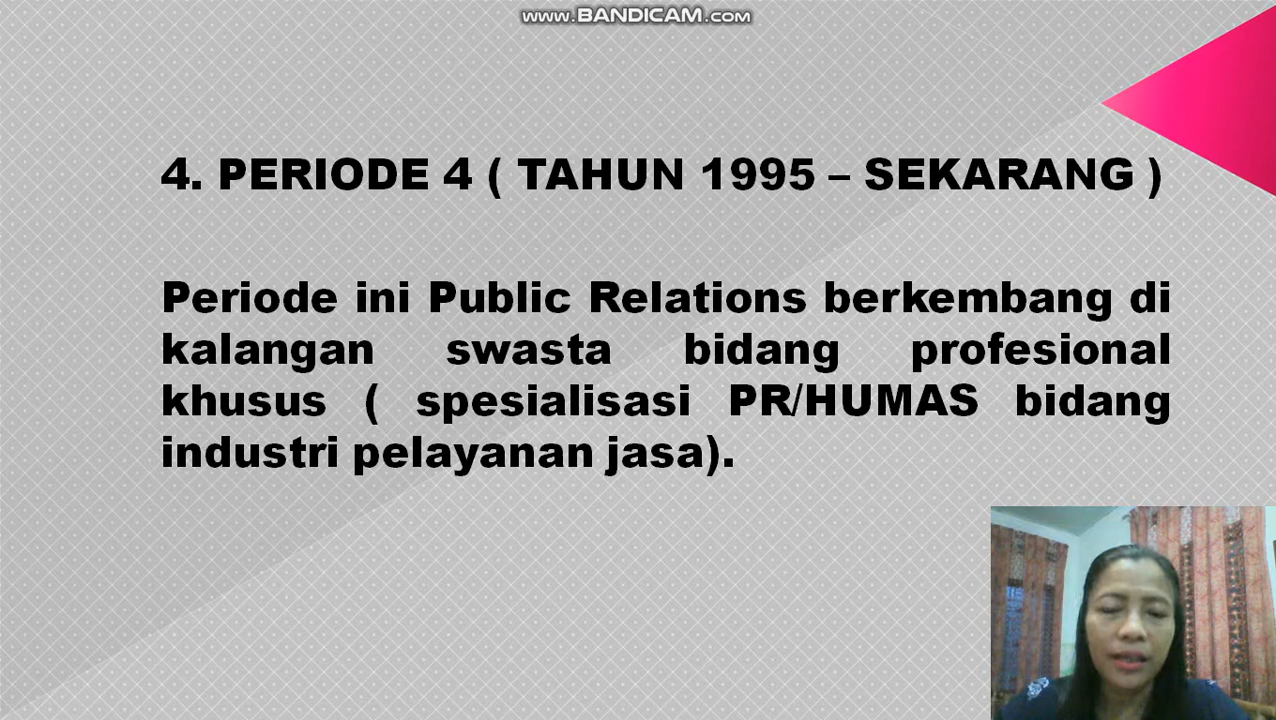 www.BANDICAM.com
4. PERIODE 4 ( TAHUN 1995 – SEKARANG )
Periode ini Public Relations berkembang di
kalangan swasta bidang profesional
khusus ( spesialisasi PR/HUMAS bidang
industri pelayanan jasa).